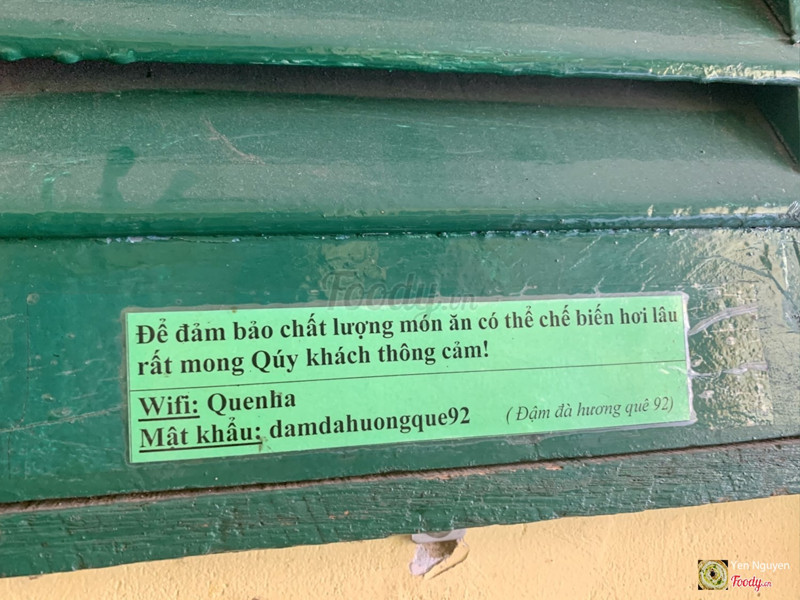 Foody.vn
Để đảm bảo chất lượng món ăn có thể chế biến hơi lâu
rất mong Qúy khách thông cảm!
Wifi: Quenha
Mật khẩu: damdahuongque92 (Đậm đà hương quê 92)
Yen Nguyen
Foody.vn